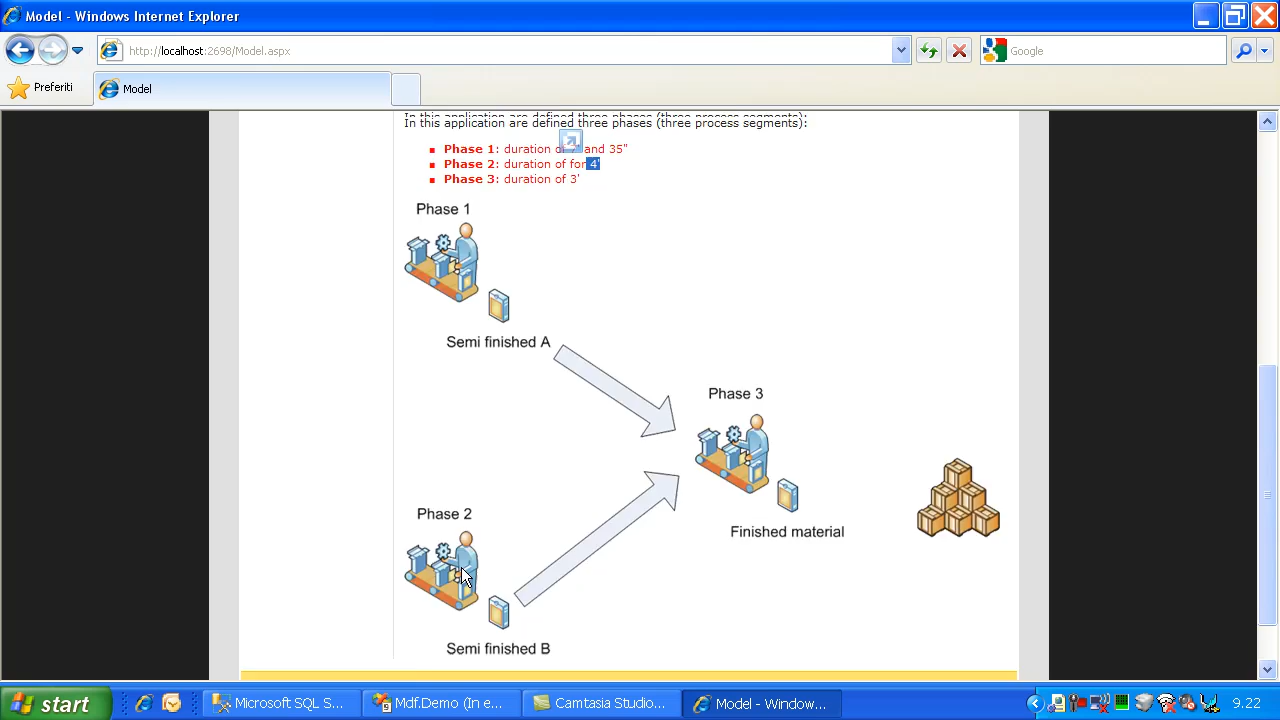 Model - Windows Internet Explorer
http://localhost:2698/Model.aspx
Google
Preferiti
Model
In this application are defined three phases (three process segments):
Phase 1: duration of and 35"
Phase 2: duration of for 4'
Phase 3: duration of 3'
Phase 1
Semi finished A
Phase 3
Phase 2
Finished material
Semi finished B
start
Microsoft SQL S...
Mdf.Demo (In e...
Camtasia Studio...
Model - Window...
9.22